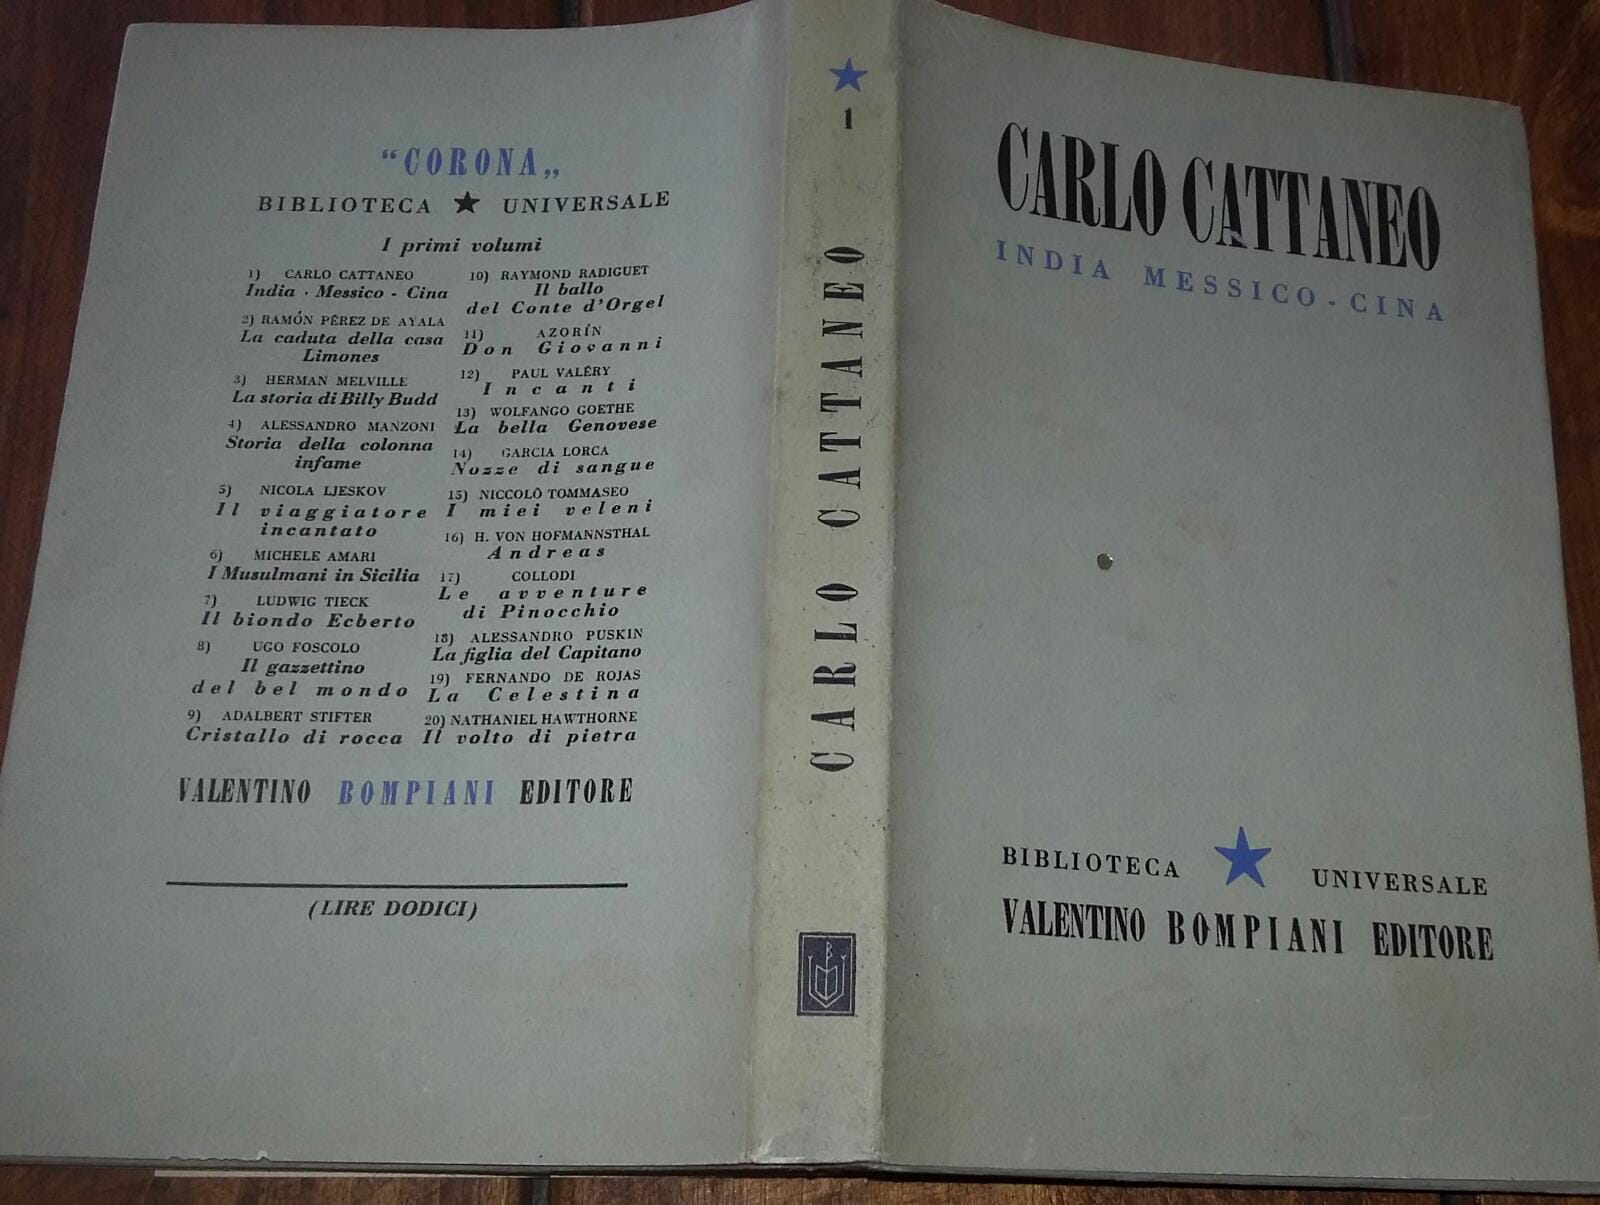 “CORONA„
BIBLIOTECA ★ UNIVERSALE
I primi volumi
1) CARLO CATTANEO
India · Messico - Cina
2) RAMÓN PÉREZ DE AYALA
La caduta della casa
Limones
3) HERMAN MELVILLE
La storia di Billy Budd
4) ALESSANDRO MANZONI
Storia della colonna
infame
5) NICOLA LJESKOV
Il viaggiatore
incantato
6) MICHELE AMARI
I Musulmani in Sicilia
7) LUDWIG TIECK
Il biondo Ecberto
8) UGO FOSCOLO
Il gazzettino
del bel mondo
9) ADALBERT STIFTER
Cristallo di rocca
10) RAYMOND RADIGUET
Il ballo
del Conte d'Orgel
11) AZORÍN
Don Giovanni
12) PAUL VALÉRY
Incanti
13) WOLFANGO GOETHE
La bella Genovese
14) GARCIA LORCA
Nozze di sangue
15) NICCOLÒ TOMMASEO
I miei veleni
16) H. VON HOFMANNSTHAL
Andreas
17) COLLODI
Le avventure
di Pinocchio
18) ALESSANDRO PUSKIN
La figlia del Capitano
19) FERNANDO DE ROJAS
La Celestina
20) NATHANIEL HAWTHORNE
Il volto di pietra
VALENTINO BOMPIANI EDITORE
(LIRE DODICI)
★
1
CARLO CATTANEO
B
CARLO CATTANEO
INDIA MESSICO - CINA
BIBLIOTECA ★ UNIVERSALE
VALENTINO BOMPIANI EDITORE